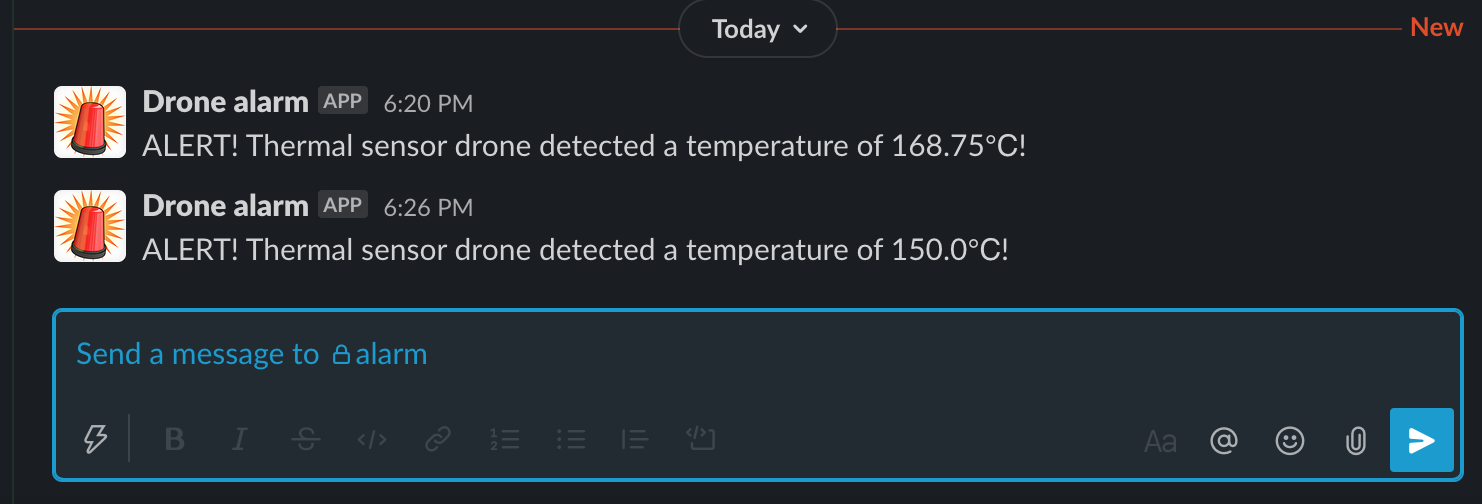 Today
New
Drone alarm APP 6:20 PM
ALERT! Thermal sensor drone detected a temperature of 168.75°C!
Drone alarm APP 6:26 PM
ALERT! Thermal sensor drone detected a temperature of 150.0°C!
Send a message to alarm
B I S </> Aa @